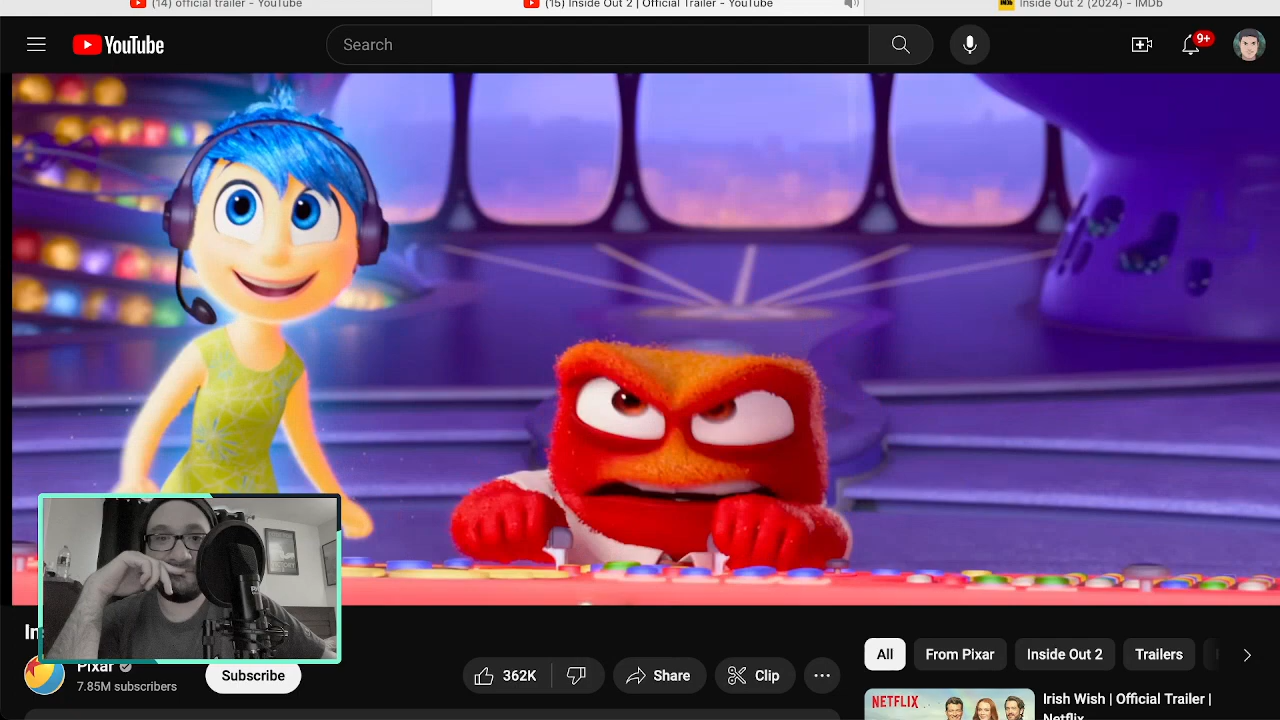 (14) official trailer - YouTube
(15) Inside Out 2 | Official Trailer - YouTube
Inside Out 2 (2024) - IMDb
YouTube
Search
9+
In
Pixar
7.85M subscribers
Subscribe
362K
Share
Clip
All
From Pixar
Inside Out 2
Trailers
NETFLIX
Irish Wish | Official Trailer |
Netflix